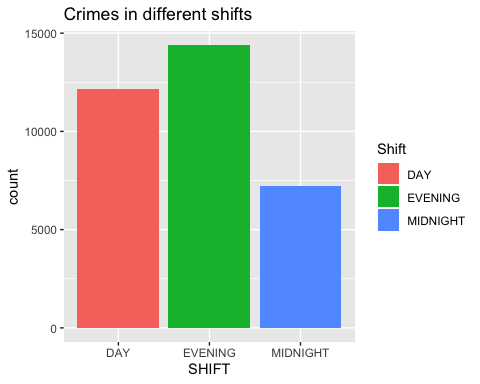 Crimes in different shifts
15000
10000
5000
0
count
DAY
EVENING
MIDNIGHT
SHIFT
Shift
DAY
EVENING
MIDNIGHT